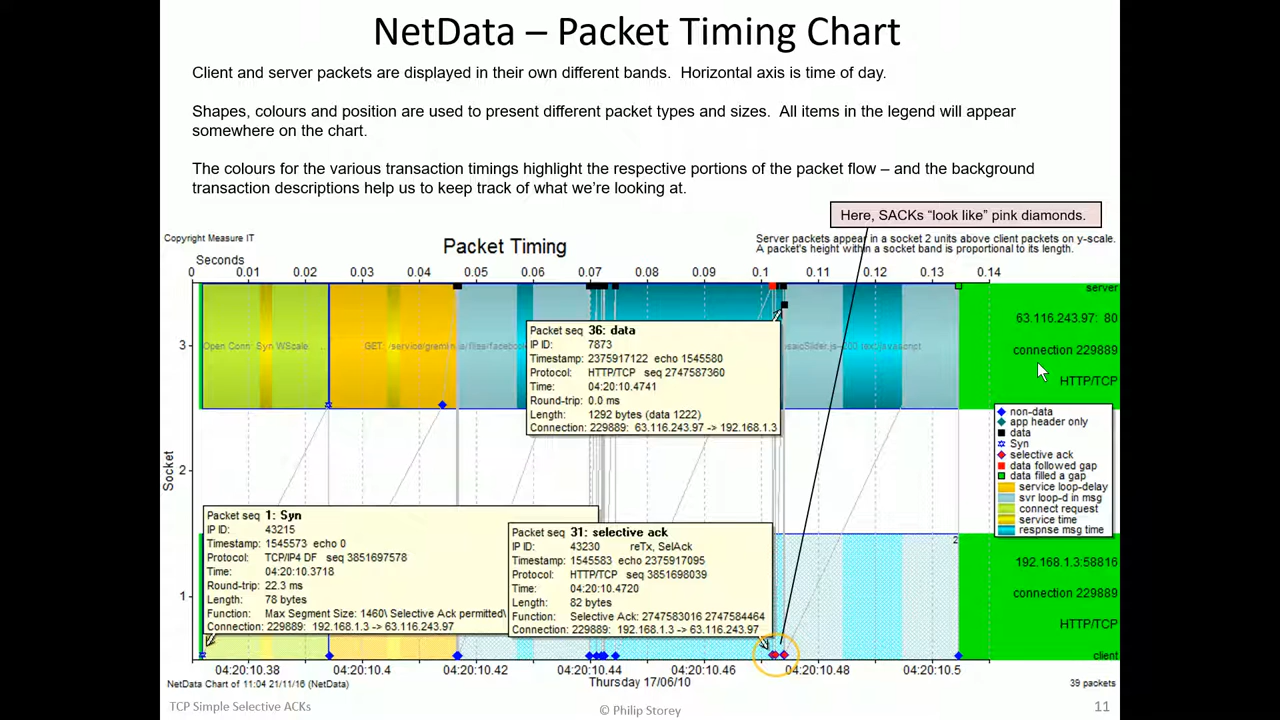 NetData – Packet Timing Chart
Client and server packets are displayed in their own different bands.  Horizontal axis is time of day.
Shapes, colours and position are used to present different packet types and sizes.  All items in the legend will appear
somewhere on the chart.
The colours for the various transaction timings highlight the respective portions of the packet flow – and the background
transaction descriptions help us to keep track of what we’re looking at.
Here, SACKs “look like” pink diamonds.
Copyright Measure IT
Packet Timing
Server packets appear in a socket 2 units above client packets on y-scale.
A packet's height within a socket band is proportional to its length.
Seconds
0 0.01 0.02 0.03 0.04 0.05 0.06 0.07 0.08 0.09 0.1 0.11 0.12 0.13 0.14
server
63.116.243.97: 80
connection 229889
HTTP/TCP
3
Open Conn: Syn WScale
Packet seq 36: data
IP ID: 7873
Timestamp: 2375917122 echo 1545580
Protocol: HTTP/TCP seq 2747587360
Time: 04:20:10.4741
Round-trip: 0.0 ms
Length: 1292 bytes (data 1222)
Connection: 229889: 63.116.243.97 -> 192.168.1.3
non-data
app header only
data
Syn
selective ack
data followed gap
data filled a gap
service loop-delay
svr loop-d in msg
connect request
service time
respnse msg time
Socket
2
Packet seq 1: Syn
IP ID: 43215
Timestamp: 1545573 echo 0
Protocol: TCP/IP4 DF seq 3851697578
Time: 04:20:10.3718
Round-trip: 22.3 ms
Length: 78 bytes
Function: Max Segment Size: 1460\ Selective Ack permitted\
Connection: 229889: 192.168.1.3 -> 63.116.243.97
Packet seq 31: selective ack
IP ID: 43230 reTx, SelAck
Timestamp: 1545583 echo 2375917095
Protocol: HTTP/TCP seq 3851698039
Time: 04:20:10.4720
Length: 82 bytes
Function: Selective Ack: 2747583016 2747584464
Connection: 229889: 192.168.1.3 -> 63.116.243.97
2
192.168.1.3:58816
connection 229889
HTTP/TCP
client
1
04:20:10.38 04:20:10.4 04:20:10.42 04:20:10.44 04:20:10.46 04:20:10.48 04:20:10.5
NetData Chart of 11:04 21/11/16 (NetData)
Thursday 17/06/10
39 packets
TCP Simple Selective ACKs
© Philip Storey
11